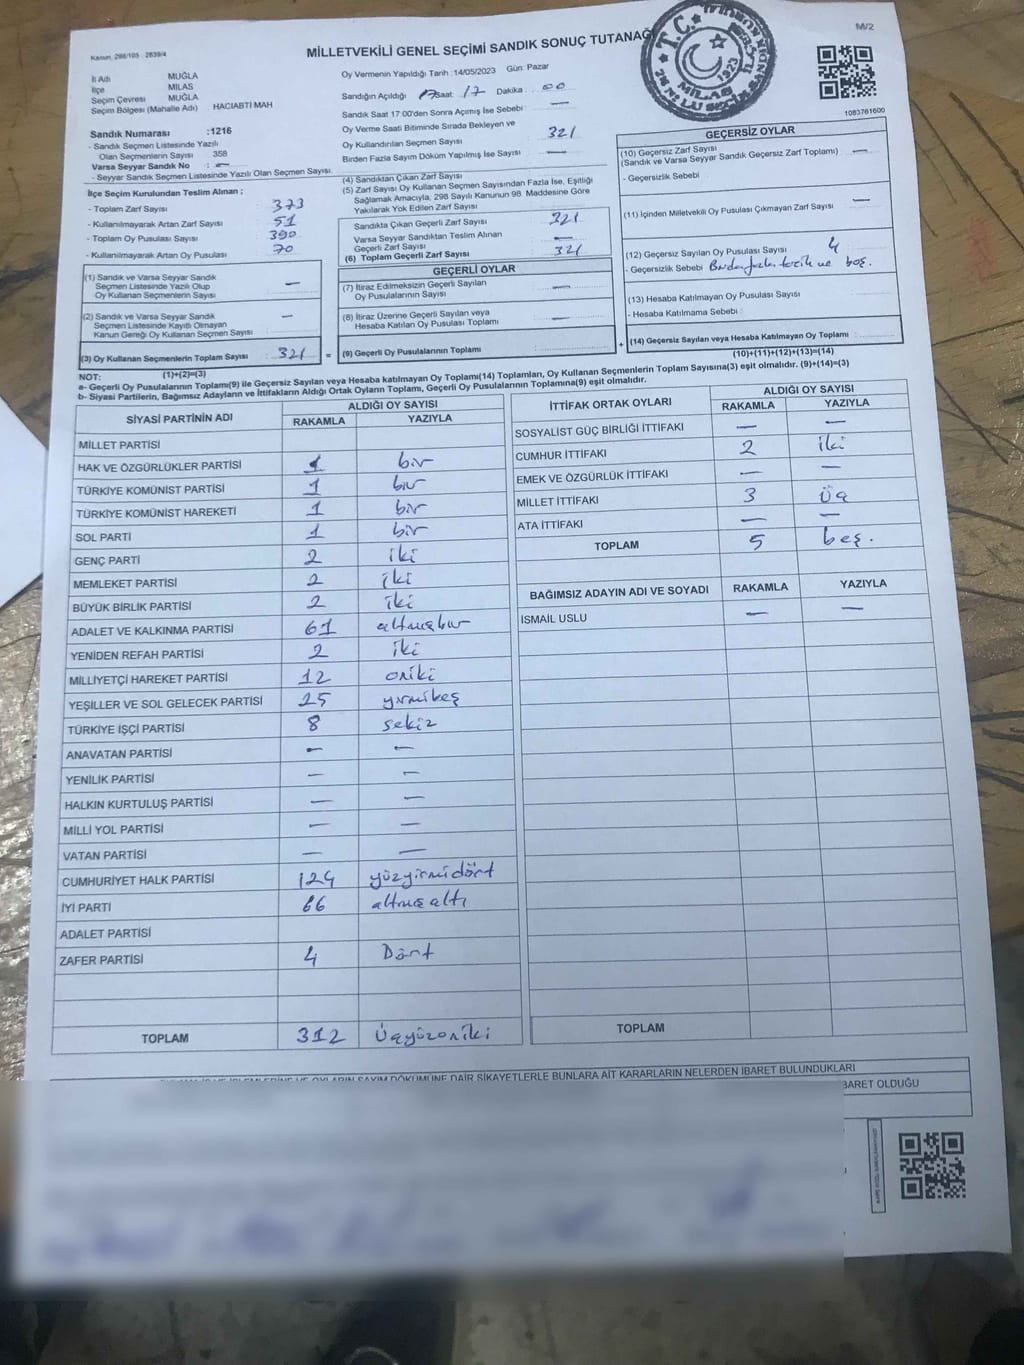 Kanun: 298/105 - 2839/4
MİLLETVEKİLİ GENEL SEÇİMİ SANDIK SONUÇ TUTANAĞI
M/2
T.C.
MİLAS
1923
İl Adı MUĞLA
İlçe MİLAS
Seçim Çevresi MUĞLA
Seçim Bölgesi (Mahalle Adı) HACIABTİ MAH
Sandık Numarası :1216
- Sandık Seçmen Listesinde Yazılı
Olan Seçmenlerin Sayısı 358
Varsa Seyyar Sandık No : —
- Seyyar Sandık Seçmen Listesinde Yazılı Olan Seçmen Sayısı
İlçe Seçim Kurulundan Teslim Alınan ;
- Toplam Zarf Sayısı 373
- Kullanılmayarak Artan Zarf Sayısı 51
- Toplam Oy Pusulası Sayısı 390
- Kullanılmayarak Artan Oy Pusulası 70
(1) Sandık ve Varsa Seyyar Sandık
Seçmen Listesinde Yazılı Olup
Oy Kullanan Seçmenlerin Sayısı —
(2) Sandık ve Varsa Seyyar Sandık
Seçmen Listesinde Kayıtlı Olmayan
Kanun Gereği Oy Kullanan Seçmen Sayısı —
(3) Oy Kullanan Seçmenlerin Toplam Sayısı 321 =
(1)+(2)=(3)
Oy Vermenin Yapıldığı Tarih :14/05/2023 Gün: Pazar
Sandığın Açıldığı 17 Saat 17 Dakika 00
Sandık Saat 17:00'den Sonra Açılmış İse Sebebi —
Oy Verme Saati Bitiminde Sırada Bekleyen ve
Oy Kullandırılan Seçmen Sayısı 321
Birden Fazla Sayım Döküm Yapılmış İse Sayısı —
(4) Sandıktan Çıkan Zarf Sayısı
(5) Zarf Sayısı Oy Kullanan Seçmen Sayısından Fazla İse, Eşitliği
Sağlamak Amacıyla, 298 Sayılı Kanunun 98. Maddesine Göre
Yakılarak Yok Edilen Zarf Sayısı
Sandıkta Çıkan Geçerli Zarf Sayısı 321
Varsa Seyyar Sandıktan Teslim Alınan
Geçerli Zarf Sayısı —
(6) Toplam Geçerli Zarf Sayısı 321
GEÇERLİ OYLAR
(7) İtiraz Edilmeksizin Geçerli Sayılan
Oy Pusulalarının Sayısı —
(8) İtiraz Üzerine Geçerli Sayılan veya
Hesaba Katılan Oy Pusulası Toplamı —
(9) Geçerli Oy Pusulalarının Toplamı +
1083761600
GEÇERSİZ OYLAR
(10) Geçersiz Zarf Sayısı —
(Sandık ve Varsa Seyyar Sandık Geçersiz Zarf Toplamı)
- Geçersizlik Sebebi
(11) İçinden Milletvekili Oy Pusulası Çıkmayan Zarf Sayısı —
(12) Geçersiz Sayılan Oy Pusulası Sayısı 4
- Geçersizlik Sebebi Birden fazla tercih ve boş.
(13) Hesaba Katılmayan Oy Pusulası Sayısı
- Hesaba Katılmama Sebebi
(14) Geçersiz Sayılan veya Hesaba Katılmayan Oy Toplamı
(10)+(11)+(12)+(13)=(14)
NOT:
a- Geçerli Oy Pusulalarının Toplamı(9) ile Geçersiz Sayılan veya Hesaba katılmayan Oy Toplamı(14) Toplamları, Oy Kullanan Seçmenlerin Toplam Sayısına(3) eşit olmalıdır. (9)+(14)=(3)
b- Siyasi Partilerin, Bağımsız Adayların ve İttifakların Aldığı Ortak Oyların Toplamı, Geçerli Oy Pusulalarının Toplamına(9) eşit olmalıdır.
SİYASİ PARTİNİN ADI ALDIĞI OY SAYISI
RAKAMLA YAZIYLA
MİLLET PARTİSİ
HAK VE ÖZGÜRLÜKLER PARTİSİ 1 bir
TÜRKİYE KOMÜNİST PARTİSİ 1 bir
TÜRKİYE KOMÜNİST HAREKETİ 1 bir
SOL PARTİ 1 bir
GENÇ PARTİ 2 iki
MEMLEKET PARTİSİ 2 iki
BÜYÜK BİRLİK PARTİSİ 2 iki
ADALET VE KALKINMA PARTİSİ 61 altmışbir
YENİDEN REFAH PARTİSİ 2 iki
MİLLİYETÇİ HAREKET PARTİSİ 12 oniki
YEŞİLLER VE SOL GELECEK PARTİSİ 25 yirmibeş
TÜRKİYE İŞÇİ PARTİSİ 8 sekiz
ANAVATAN PARTİSİ — —
YENİLİK PARTİSİ — —
HALKIN KURTULUŞ PARTİSİ — —
MİLLİ YOL PARTİSİ — —
VATAN PARTİSİ — —
CUMHURİYET HALK PARTİSİ 124 yüzyirmidört
İYİ PARTİ 66 altmışaltı
ADALET PARTİSİ
ZAFER PARTİSİ 4 Dört
TOPLAM 312 Üçyüzoniki
İTTİFAK ORTAK OYLARI ALDIĞI OY SAYISI
RAKAMLA YAZIYLA
SOSYALİST GÜÇ BİRLİĞİ İTTİFAKI — —
CUMHUR İTTİFAKI 2 iki
EMEK VE ÖZGÜRLÜK İTTİFAKI — —
MİLLET İTTİFAKI 3 Üç
ATA İTTİFAKI — —
TOPLAM 5 beş.
BAĞIMSIZ ADAYIN ADI VE SOYADI RAKAMLA YAZIYLA
İSMAİL USLU — —
TOPLAM
OYLARIN SAYIM DÖKÜMÜNE DAİR ŞİKAYETLERLE BUNLARA AİT KARARLARIN NELERDEN İBARET BULUNDUKLARI
İBARET OLDUĞU